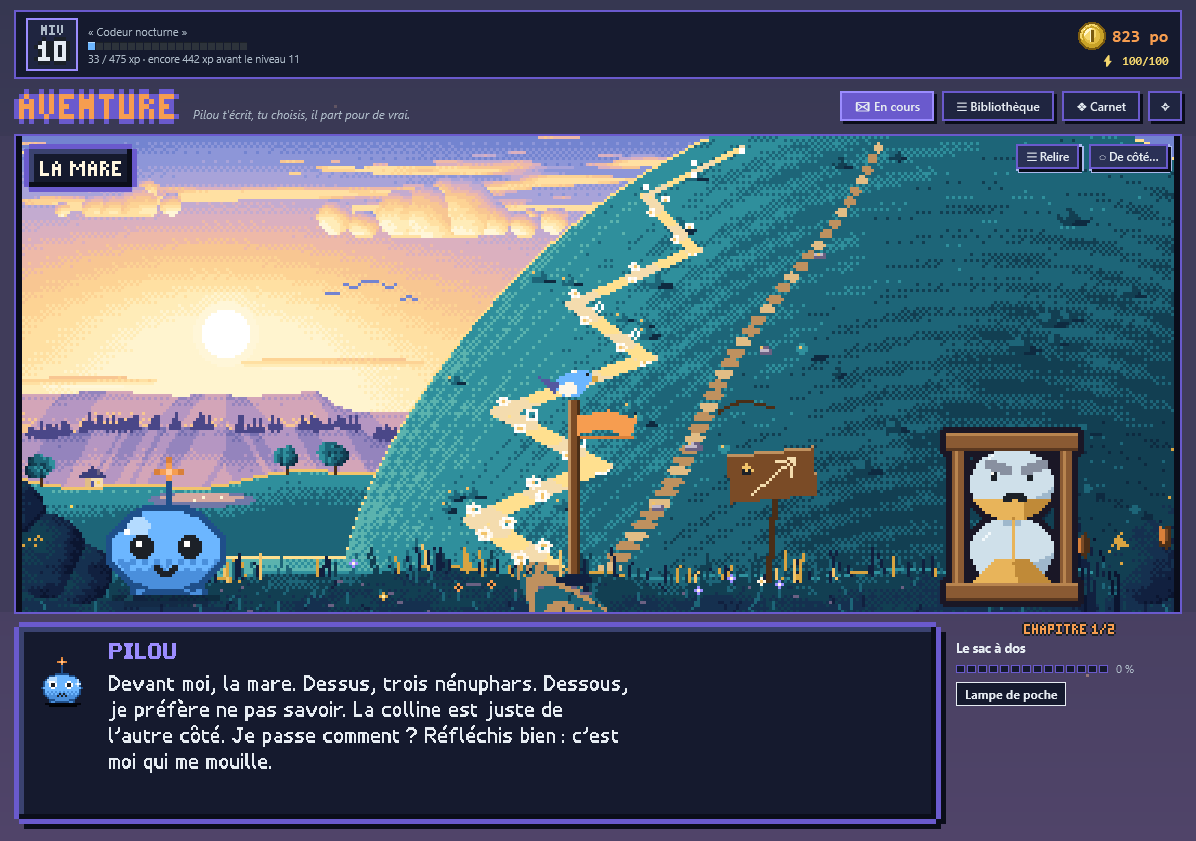 NIV
10
« Codeur nocturne »
33 / 475 xp · encore 442 xp avant le niveau 11
823 po
100/100
AVENTURE
Pilou t'écrit, tu choisis, il part pour de vrai.
En cours
Bibliothèque
Carnet
LA MARE
Relire
De côté...
PILOU
Devant moi, la mare. Dessus, trois nénuphars. Dessous,
je préfère ne pas savoir. La colline est juste de
l'autre côté. Je passe comment ? Réfléchis bien : c'est
moi qui me mouille.
CHAPITRE 1/2
Le sac à dos
0 %
Lampe de poche